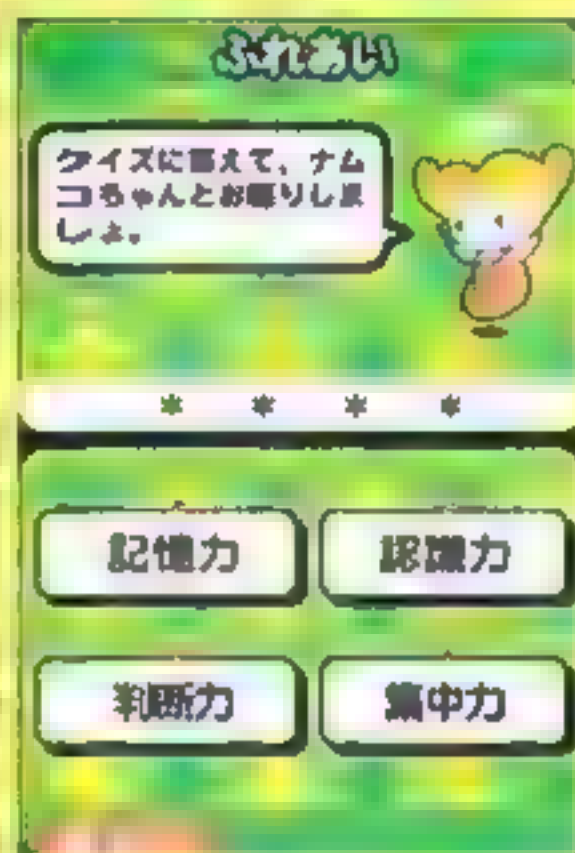 ふれあい
クイズに答えて、ナム
コちゃんとお喋りしま
しょ。
* * * *
記憶力
認識力
判断力
集中力